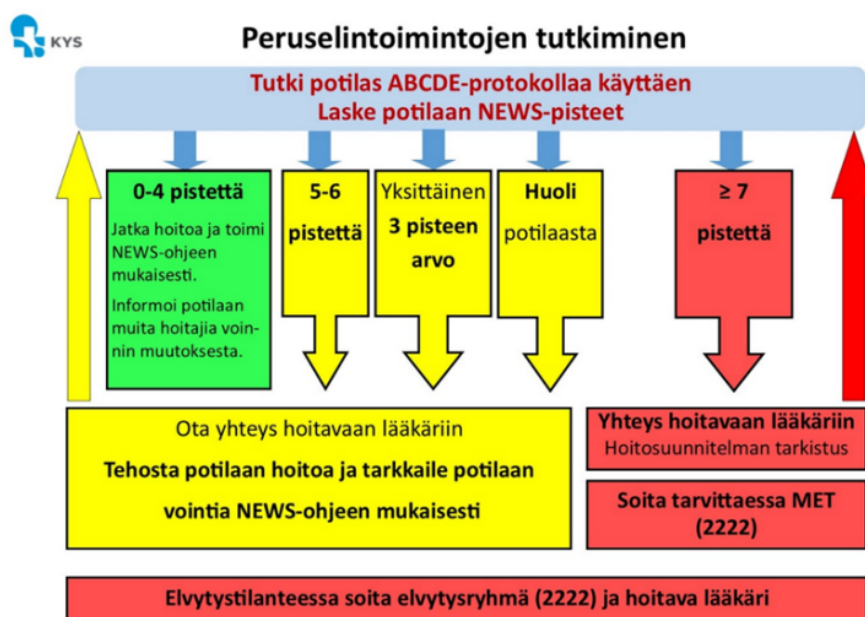 KYS
Peruselintoimintojen tutkiminen
Tutki potilas ABCDE-protokollaa käyttäen
Laske potilaan NEWS-pisteet
0-4 pistettä
Jatka hoitoa ja toimi
NEWS-ohjeen
mukaisesti.
Informoi potilaan
muita hoitajia voin-
nin muutoksesta.
5-6
pistettä
Yksittäinen
3 pisteen
arvo
Huoli
potilaasta
≥ 7
pistettä
Ota yhteys hoitavaan lääkäriin
Tehosta potilaan hoitoa ja tarkkaile potilaan
vointia NEWS-ohjeen mukaisesti
Yhteys hoitavaan lääkäriin
Hoitosuunnitelman tarkistus
Soita tarvittaessa MET
(2222)
Elvytystilanteessa soita elvytysryhmä (2222) ja hoitava lääkäri